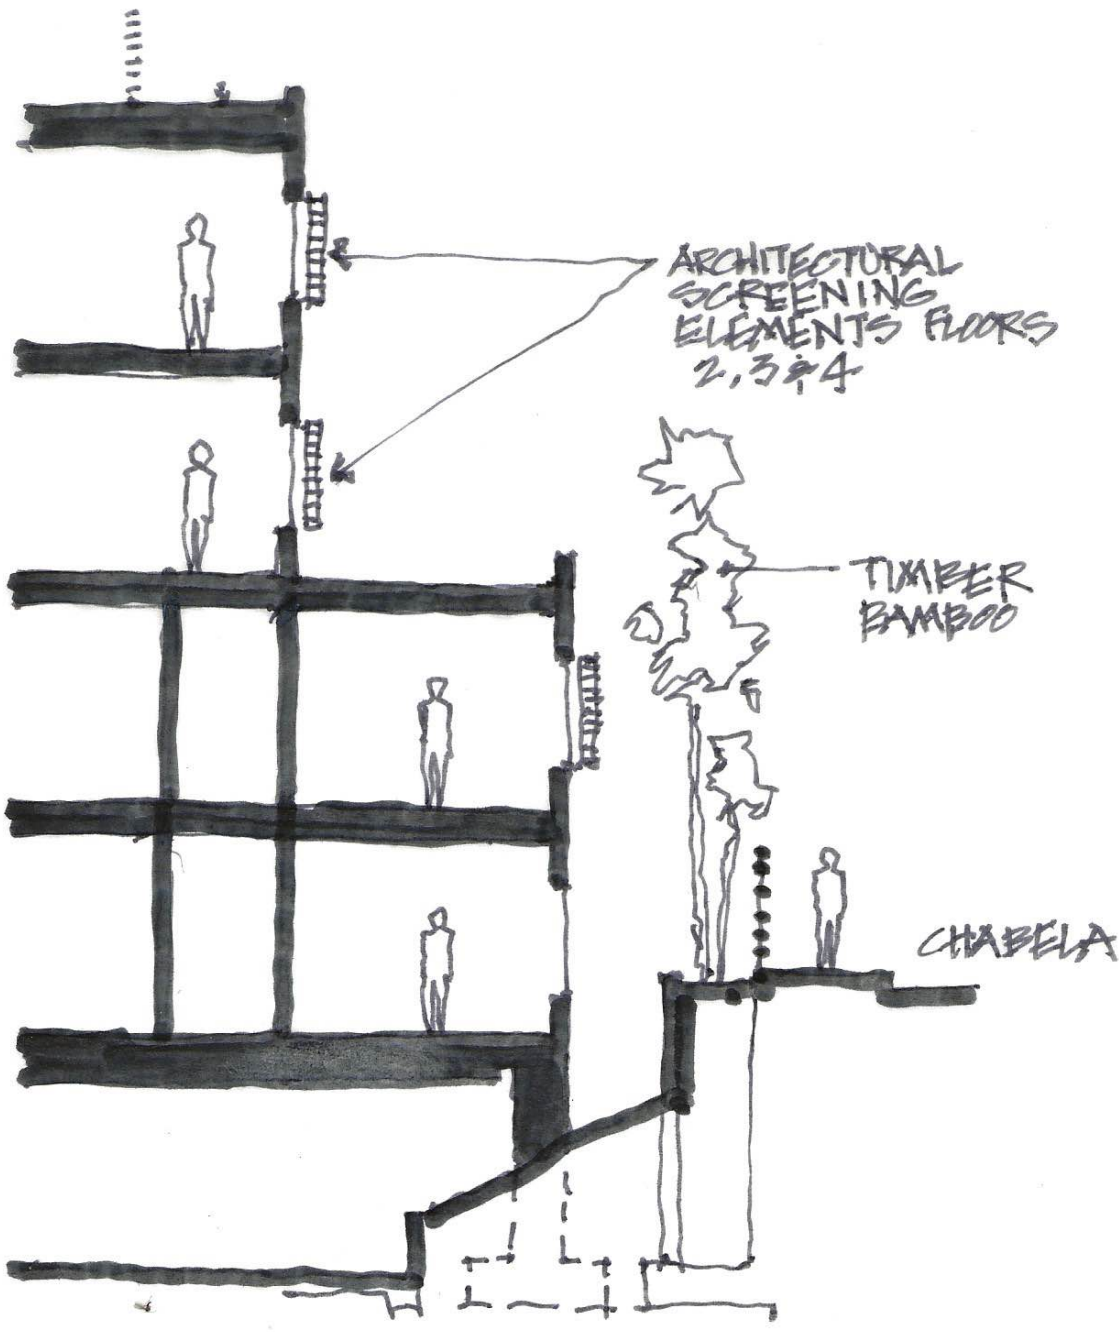 ARCHITECTURAL
SCREENING
ELEMENTS FLOORS
2, 3 & 4
TIMBER
BAMBOO
CHABELA